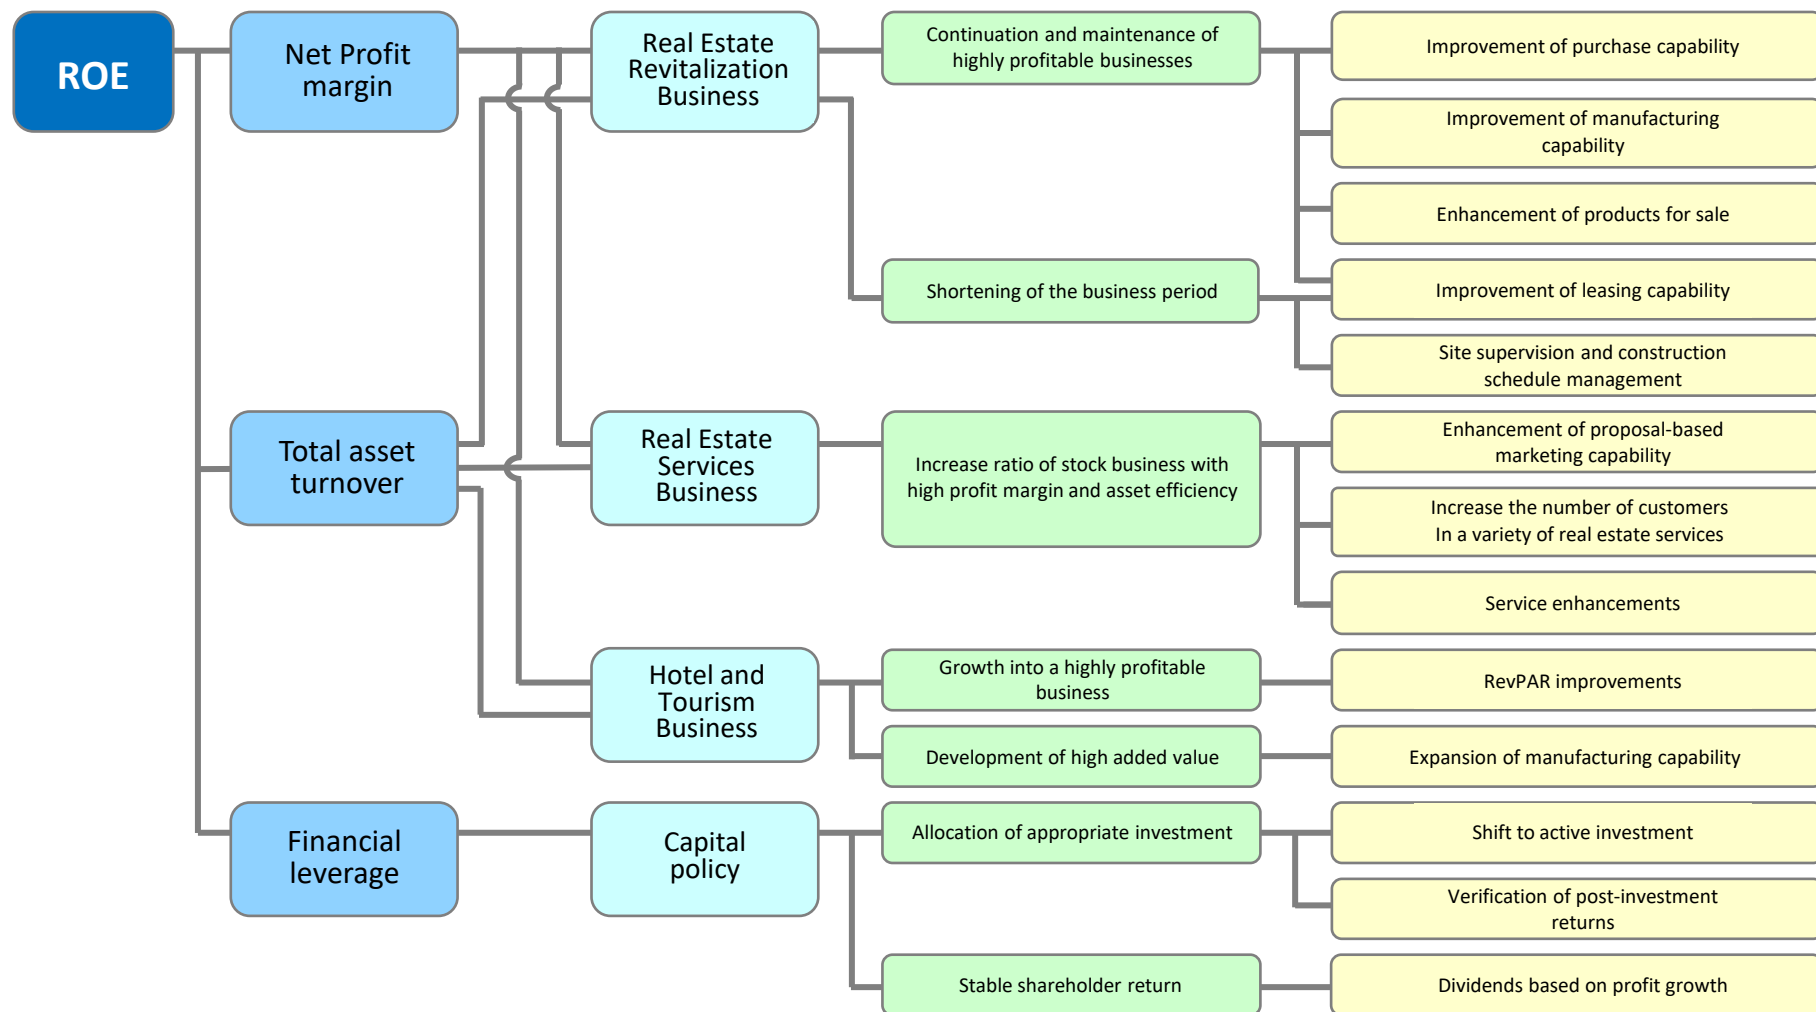 ROE
Net Profit
margin
Real Estate
Revitalization
Business
Continuation and maintenance of
highly profitable businesses
Improvement of purchase capability
Improvement of manufacturing
capability
Enhancement of products for sale
Shortening of the business period
Improvement of leasing capability
Site supervision and construction
schedule management
Total asset
turnover
Real Estate
Services
Business
Increase ratio of stock business with
high profit margin and asset efficiency
Enhancement of proposal-based
marketing capability
Increase the number of customers
In a variety of real estate services
Service enhancements
Hotel and
Tourism
Business
Growth into a highly profitable
business
RevPAR improvements
Development of high added value
Expansion of manufacturing capability
Financial
leverage
Capital
policy
Allocation of appropriate investment
Shift to active investment
Verification of post-investment
returns
Stable shareholder return
Dividends based on profit growth